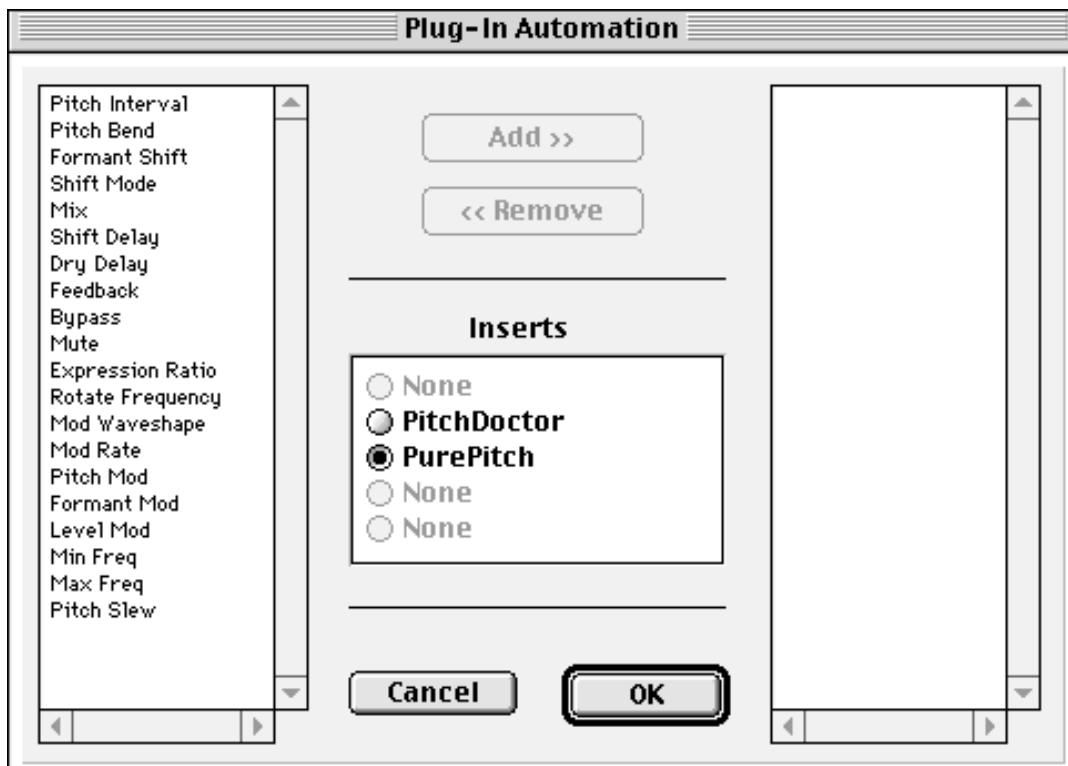 Plug-In Automation
Pitch Interval
Pitch Bend
Formant Shift
Shift Mode
Mix
Shift Delay
Dry Delay
Feedback
Bypass
Mute
Expression Ratio
Rotate Frequency
Mod Waveshape
Mod Rate
Pitch Mod
Formant Mod
Level Mod
Min Freq
Max Freq
Pitch Slew
Add >>
<< Remove
Inserts
None
PitchDoctor
PurePitch
None
None
Cancel
OK